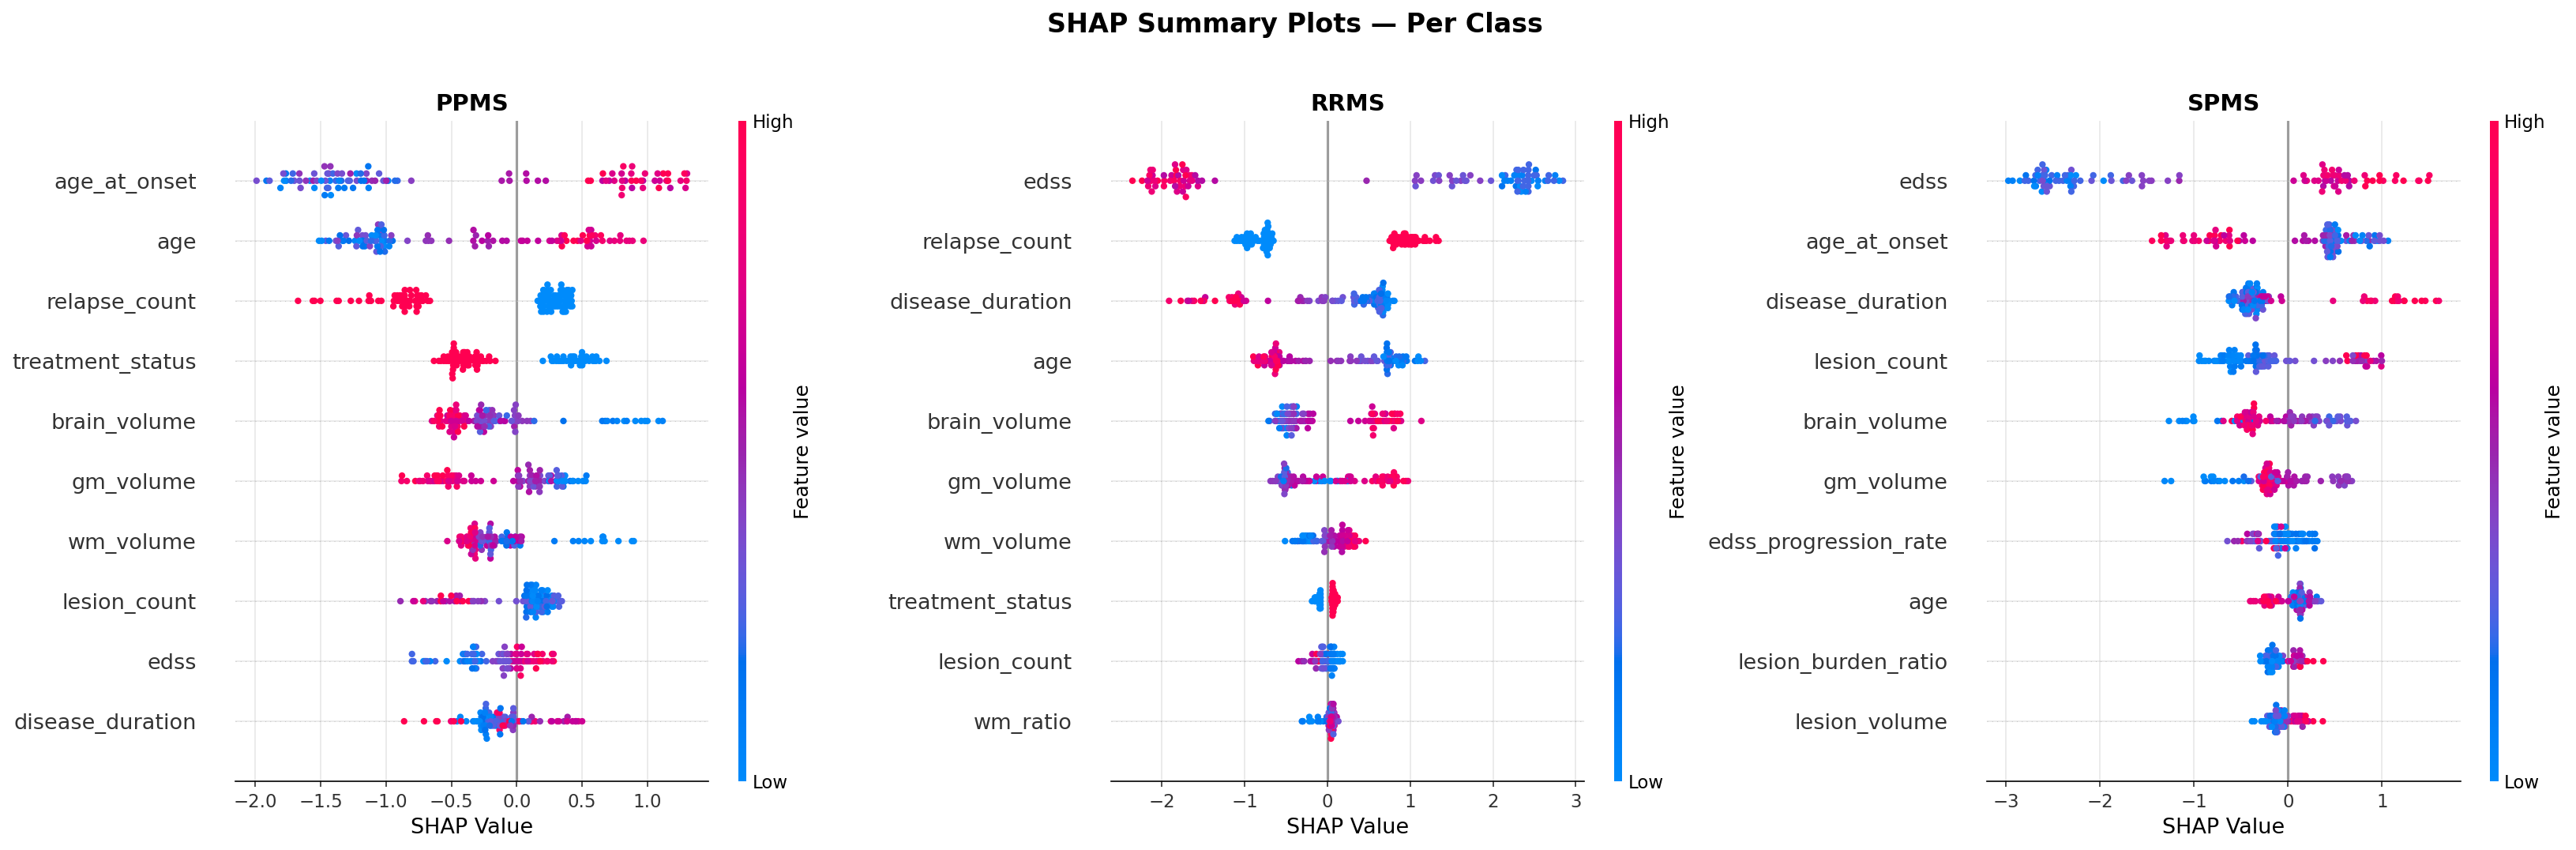 SHAP Summary Plots — Per Class
PPMS
High
age_at_onset
age
relapse_count
treatment_status
brain_volume
gm_volume
wm_volume
lesion_count
edss
disease_duration
Feature value
Low
−2.0 −1.5 −1.0 −0.5 0.0 0.5 1.0
SHAP Value
RRMS
High
edss
relapse_count
disease_duration
age
brain_volume
gm_volume
wm_volume
treatment_status
lesion_count
wm_ratio
Feature value
Low
−2 −1 0 1 2 3
SHAP Value
SPMS
High
edss
age_at_onset
disease_duration
lesion_count
brain_volume
gm_volume
edss_progression_rate
age
lesion_burden_ratio
lesion_volume
Feature value
Low
−3 −2 −1 0 1
SHAP Value